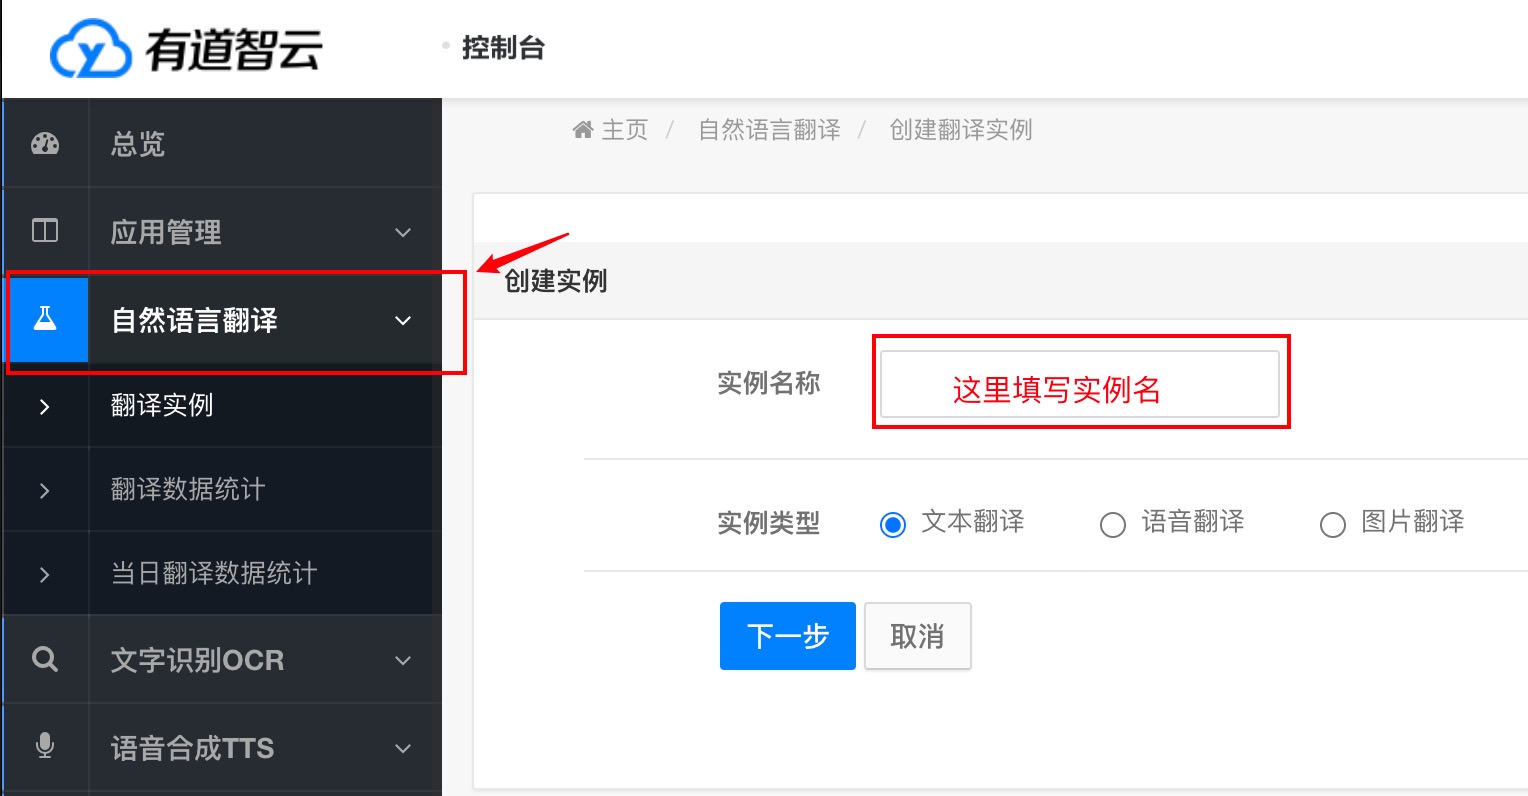 有道智云
控制台
总览
应用管理
自然语言翻译
翻译实例
翻译数据统计
当日翻译数据统计
文字识别OCR
语音合成TTS
主页 / 自然语言翻译 / 创建翻译实例
创建实例
实例名称 这里填写实例名
实例类型 文本翻译 语音翻译 图片翻译
下一步 取消